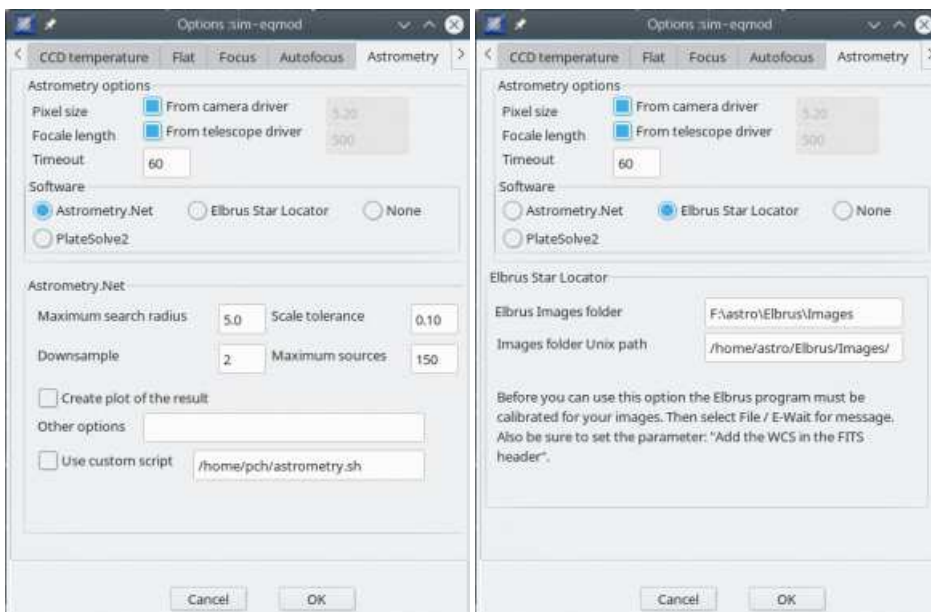 Options :sim-eqmod
< CCD temperature Flat Focus Autofocus Astrometry >
Astrometry options
Pixel size From camera driver 5.20
Focale length From telescope driver 500
Timeout 60
Software
Astrometry.Net Elbrus Star Locator None
PlateSolve2
Astrometry.Net
Maximum search radius 5.0 Scale tolerance 0.10
Downsample 2 Maximum sources 150
Create plot of the result
Other options
Use custom script /home/pch/astrometry.sh
Cancel OK
Options :sim-eqmod
< CCD temperature Flat Focus Autofocus Astrometry >
Astrometry options
Pixel size From camera driver 5.20
Focale length From telescope driver 500
Timeout 60
Software
Astrometry.Net Elbrus Star Locator None
PlateSolve2
Elbrus Star Locator
Elbrus Images folder F:\astro\Elbrus\Images
Images folder Unix path /home/astro/Elbrus/Images/
Before you can use this option the Elbrus program must be
calibrated for your images. Then select File / E-Wait for message.
Also be sure to set the parameter: "Add the WCS in the FITS
header".
Cancel OK